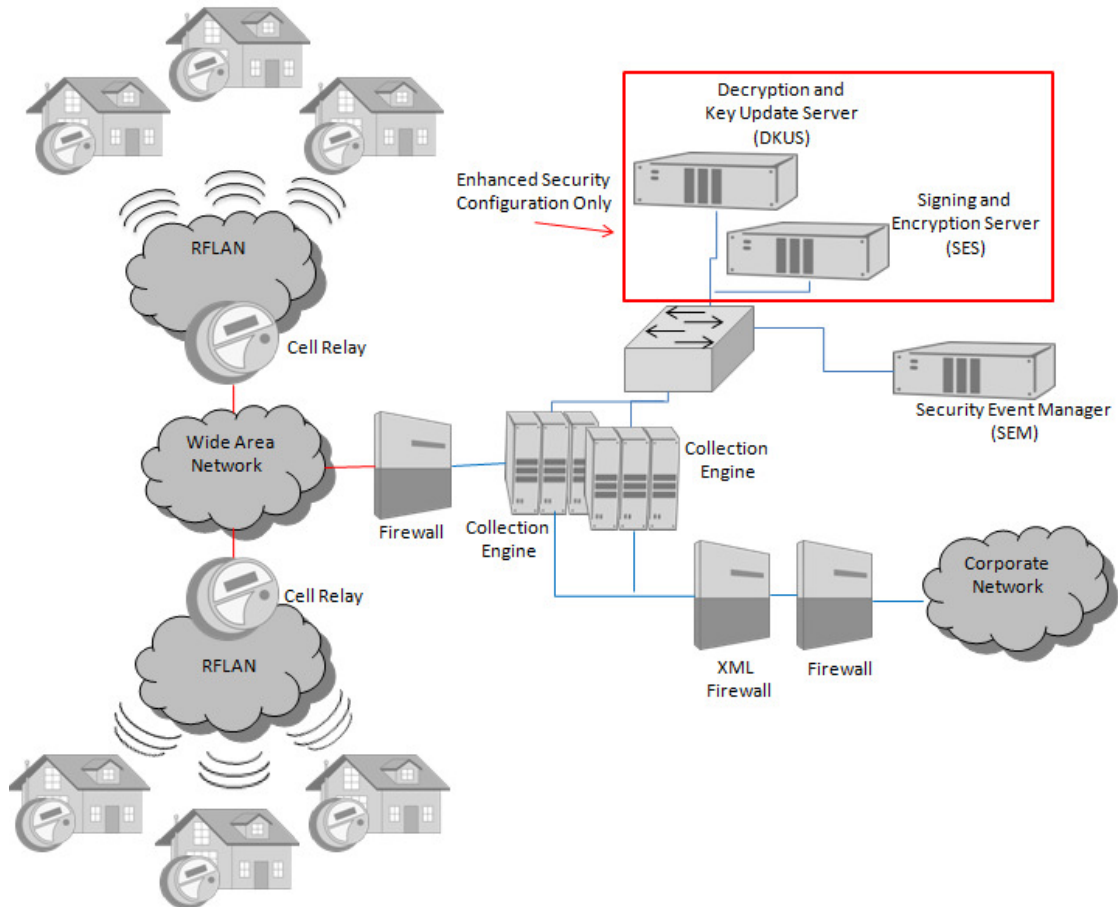 Decryption and
Key Update Server
(DKUS)
Enhanced Security
Configuration Only
Signing and
Encryption Server
(SES)
RFLAN
Cell Relay
Security Event Manager
(SEM)
Wide Area
Network
Collection
Engine
Firewall
Collection
Engine
Corporate
Network
Cell Relay
RFLAN
XML
Firewall
Firewall